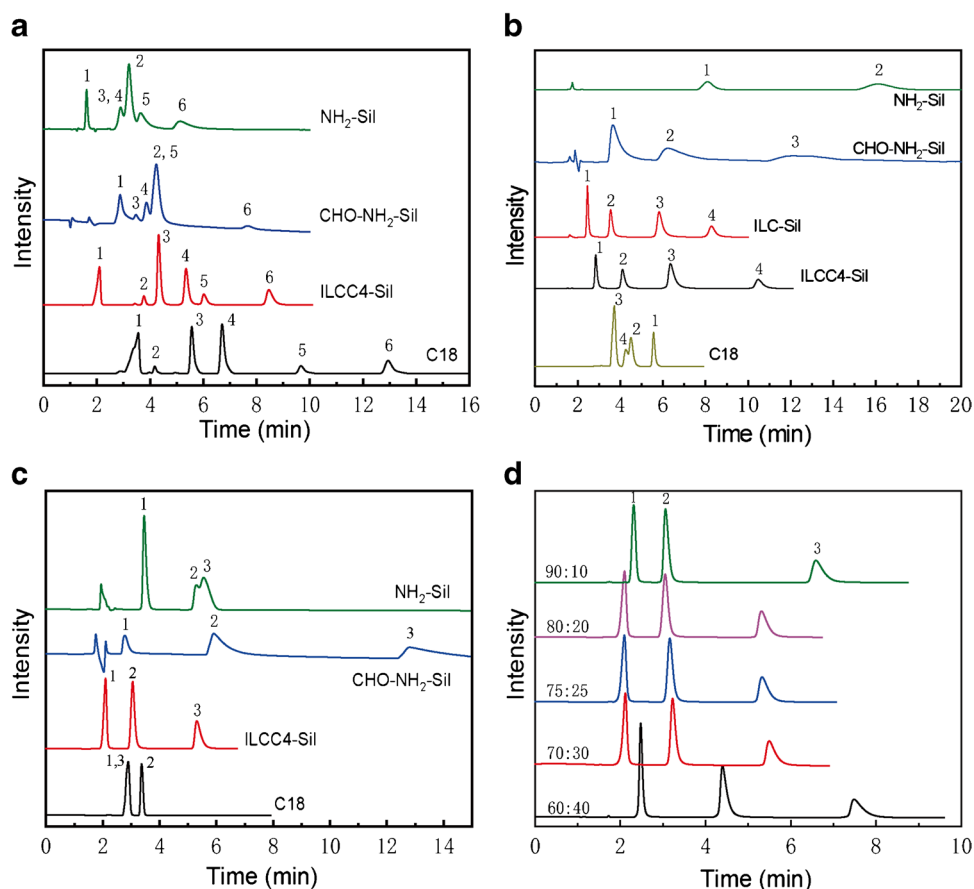 a
1
2
3, 4
5
6
NH2-Sil
1
2, 5
3
4
6
CHO-NH2-Sil
1
2
3
4
5
6
ILCC4-Sil
1
2
3
4
5
6
C18
Intensity
0 2 4 6 8 10 12 14 16
Time (min)
b
1
2
NH2-Sil
1
2
3
CHO-NH2-Sil
1
2
3
4
ILC-Sil
1
2
3
4
ILCC4-Sil
3
4
2
1
C18
Intensity
0 2 4 6 8 10 12 14 16 18 20
Time (min)
c
1
2
3
NH2-Sil
1
2
3
CHO-NH2-Sil
1
2
3
ILCC4-Sil
1,3
2
C18
Intensity
0 2 4 6 8 10 12 14
Time (min)
d
1
2
3
90:10
80:20
75:25
70:30
60:40
Intensity
0 2 4 6 8 10
Time (min)